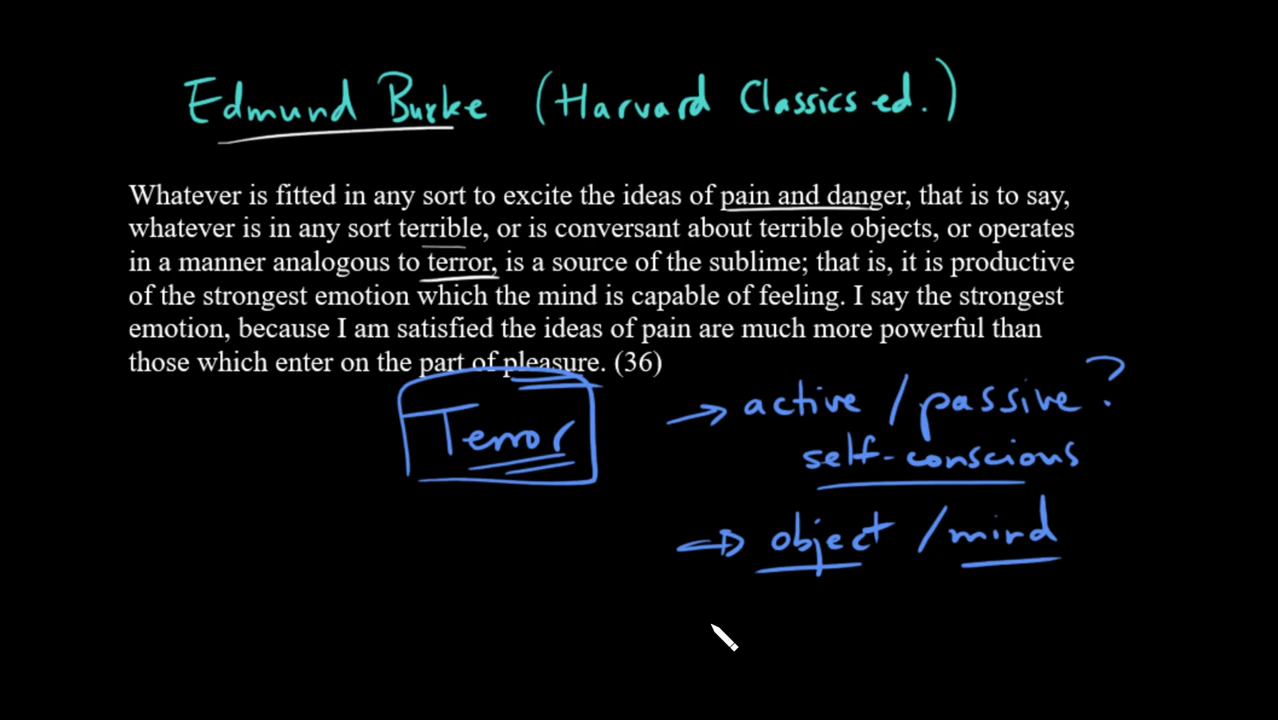 Edmund Burke (Harvard Classics ed.)
Whatever is fitted in any sort to excite the ideas of pain and danger, that is to say,
whatever is in any sort terrible, or is conversant about terrible objects, or operates
in a manner analogous to terror, is a source of the sublime; that is, it is productive
of the strongest emotion which the mind is capable of feeling. I say the strongest
emotion, because I am satisfied the ideas of pain are much more powerful than
those which enter on the part of pleasure. (36)
Terror
→ active / passive?
self-conscious
→ object / mind